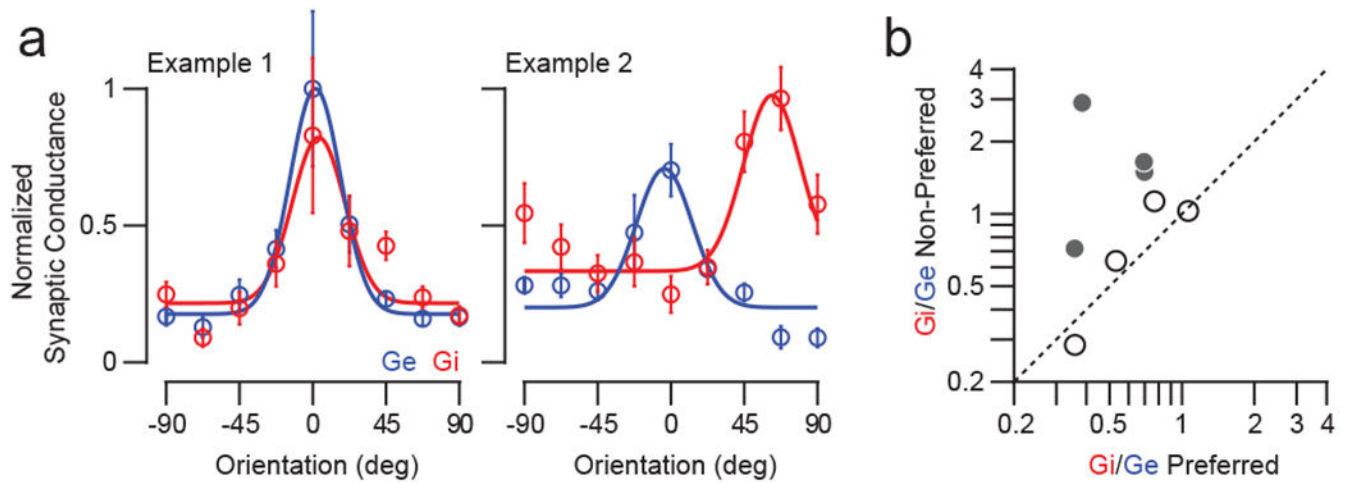 a
Example 1
Example 2
Normalized
Synaptic Conductance
1
0.5
0
Ge Gi
-90 -45 0 45 90
-90 -45 0 45 90
Orientation (deg)
Orientation (deg)
b
Gi/Ge Non-Preferred
4
3
2
1
0.5
0.2
0.2 0.5 1 2 3 4
Gi/Ge Preferred